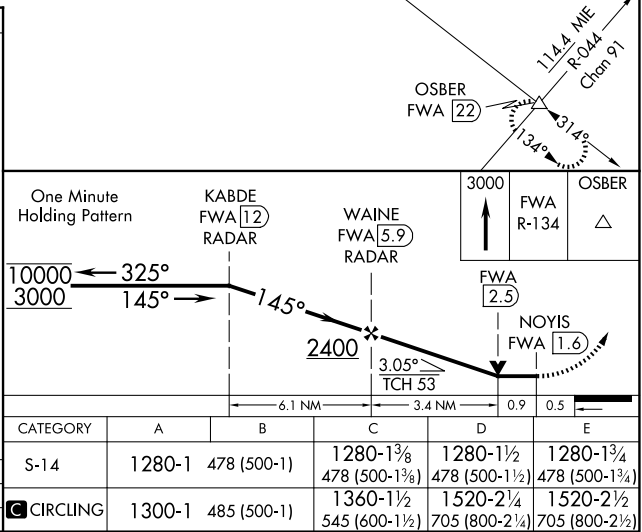 114.4 MIE
R-044
Chan 91
OSBER
FWA 22
314°
134°
One Minute
Holding Pattern
KABDE
FWA 12
RADAR
WAINE
FWA 5.9
RADAR
3000
FWA
R-134
OSBER
10000
3000
325°
145°
145°
2400
3.05°
TCH 53
FWA
2.5
NOYIS
FWA 1.6
6.1 NM
3.4 NM
0.9
0.5
CATEGORY A B C D E
S-14 1280-1 478 (500-1) 1280-1⅜ 1280-1½ 1280-1¾
478 (500-1⅜) 478 (500-1½) 478 (500-1¾)
C CIRCLING 1300-1 485 (500-1) 1360-1½ 1520-2¼ 1520-2½
545 (600-1½) 705 (800-2¼) 705 (800-2½)